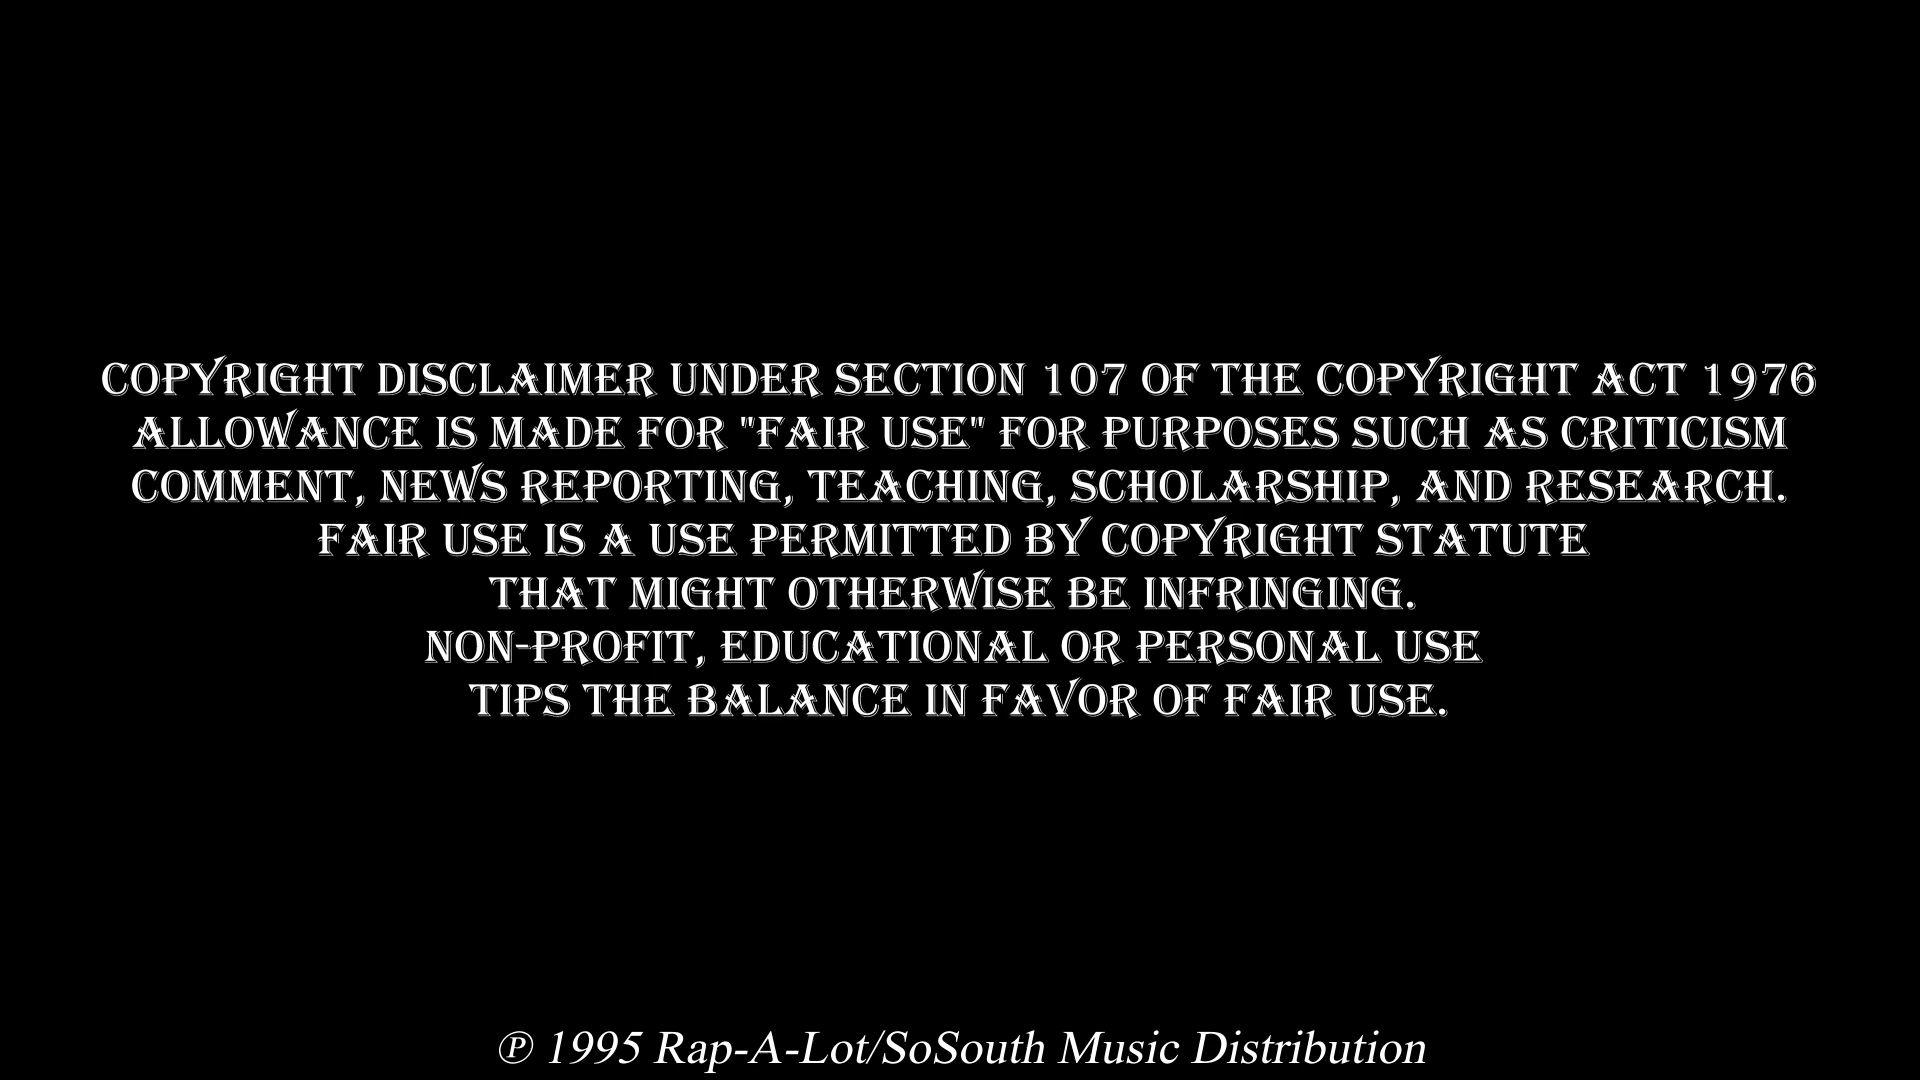 COPYRIGHT DISCLAIMER UNDER SECTION 107 OF THE COPYRIGHT ACT 1976
ALLOWANCE IS MADE FOR "FAIR USE" FOR PURPOSES SUCH AS CRITICISM
COMMENT, NEWS REPORTING, TEACHING, SCHOLARSHIP, AND RESEARCH.
FAIR USE IS A USE PERMITTED BY COPYRIGHT STATUTE
THAT MIGHT OTHERWISE BE INFRINGING.
NON-PROFIT, EDUCATIONAL OR PERSONAL USE
TIPS THE BALANCE IN FAVOR OF FAIR USE.
℗ 1995 Rap-A-Lot/SoSouth Music Distribution